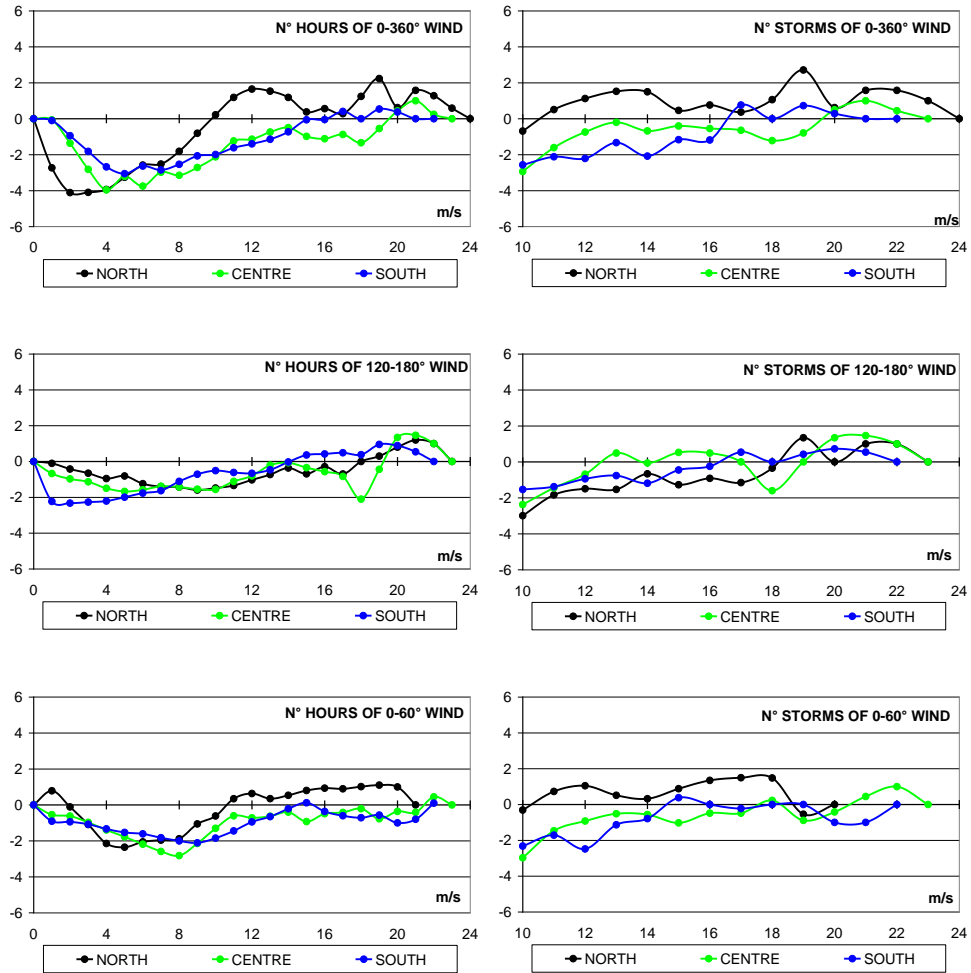 N° HOURS OF 0-360° WIND
6
4
2
0
-2
-4
-6
m/s
0 4 8 12 16 20 24
NORTH CENTRE SOUTH
N° STORMS OF 0-360° WIND
6
4
2
0
-2
-4
-6
m/s
10 12 14 16 18 20 22 24
NORTH CENTRE SOUTH
N° HOURS OF 120-180° WIND
6
4
2
0
-2
-4
-6
m/s
0 4 8 12 16 20 24
NORTH CENTRE SOUTH
N° STORMS OF 120-180° WIND
6
4
2
0
-2
-4
-6
m/s
10 12 14 16 18 20 22 24
NORTH CENTRE SOUTH
N° HOURS OF 0-60° WIND
6
4
2
0
-2
-4
-6
m/s
0 4 8 12 16 20 24
NORTH CENTRE SOUTH
N° STORMS OF 0-60° WIND
6
4
2
0
-2
-4
-6
m/s
10 12 14 16 18 20 22 24
NORTH CENTRE SOUTH